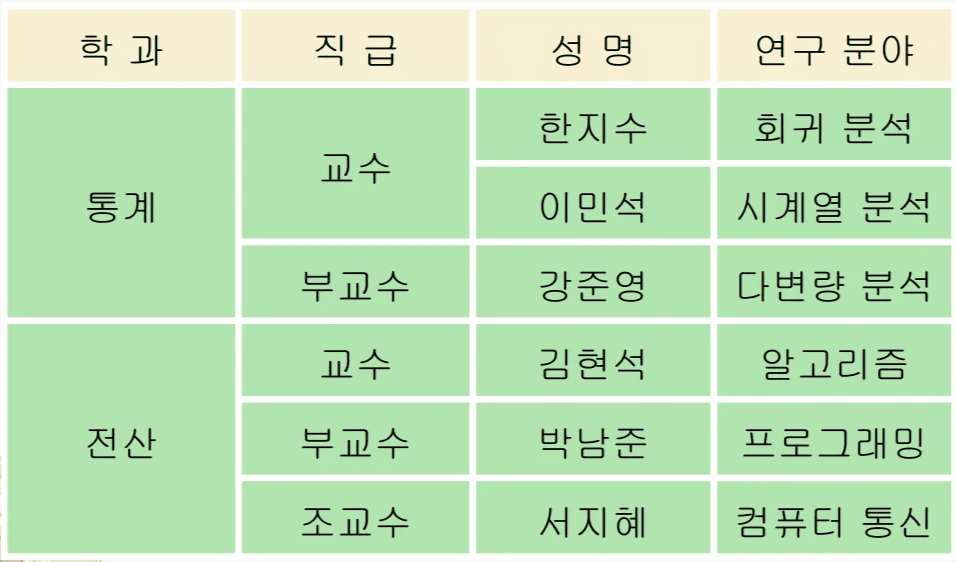 학 과 직 급 성 명 연구 분야
통계 교수 한지수 회귀 분석
이민석 시계열 분석
부교수 강준영 다변량 분석
전산 교수 김현석 알고리즘
부교수 박남준 프로그래밍
조교수 서지혜 컴퓨터 통신